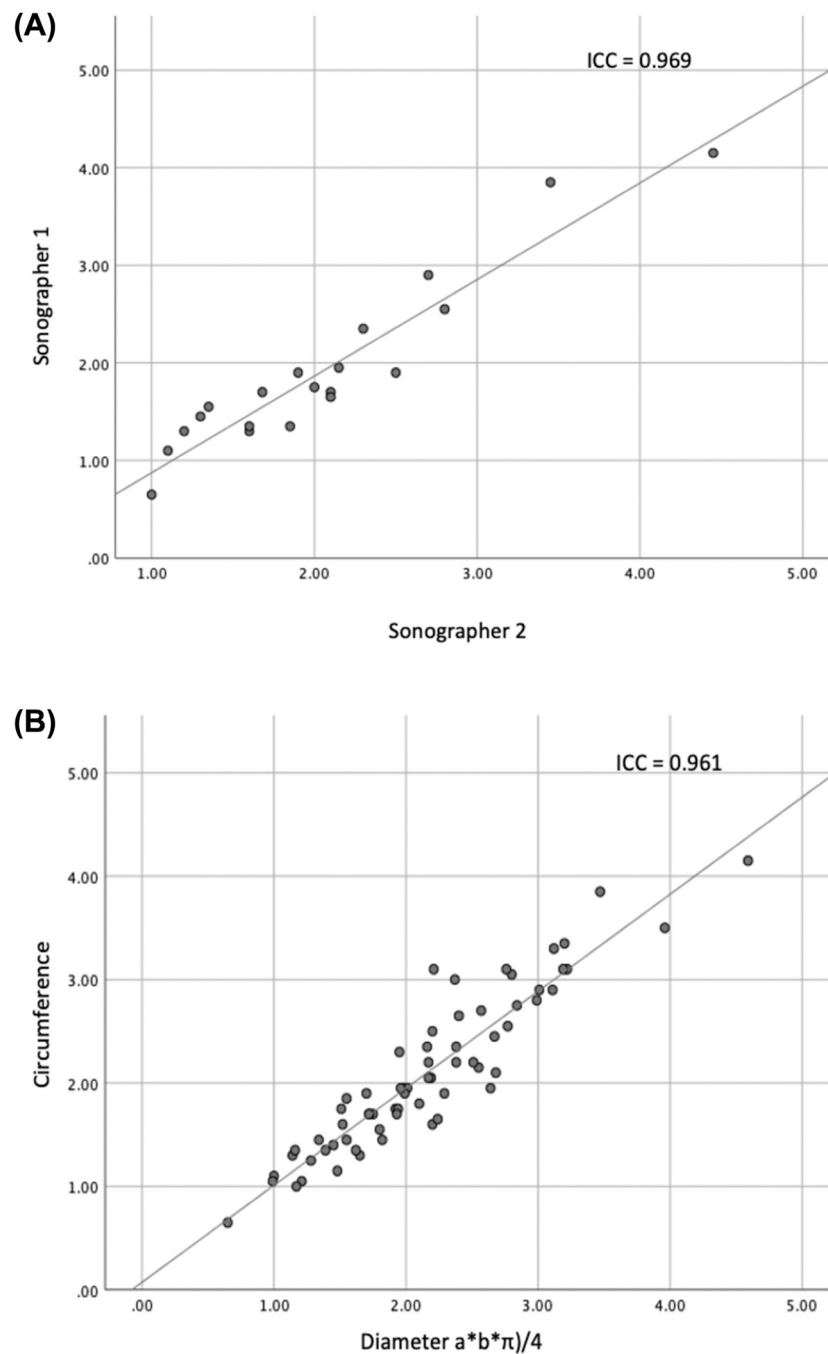 (A)
ICC = 0.969
5.00
4.00
3.00
2.00
1.00
.00
Sonographer 1
1.00 2.00 3.00 4.00 5.00
Sonographer 2
(B)
ICC = 0.961
5.00
4.00
3.00
2.00
1.00
.00
Circumference
.00 1.00 2.00 3.00 4.00 5.00
Diameter a*b*π)/4